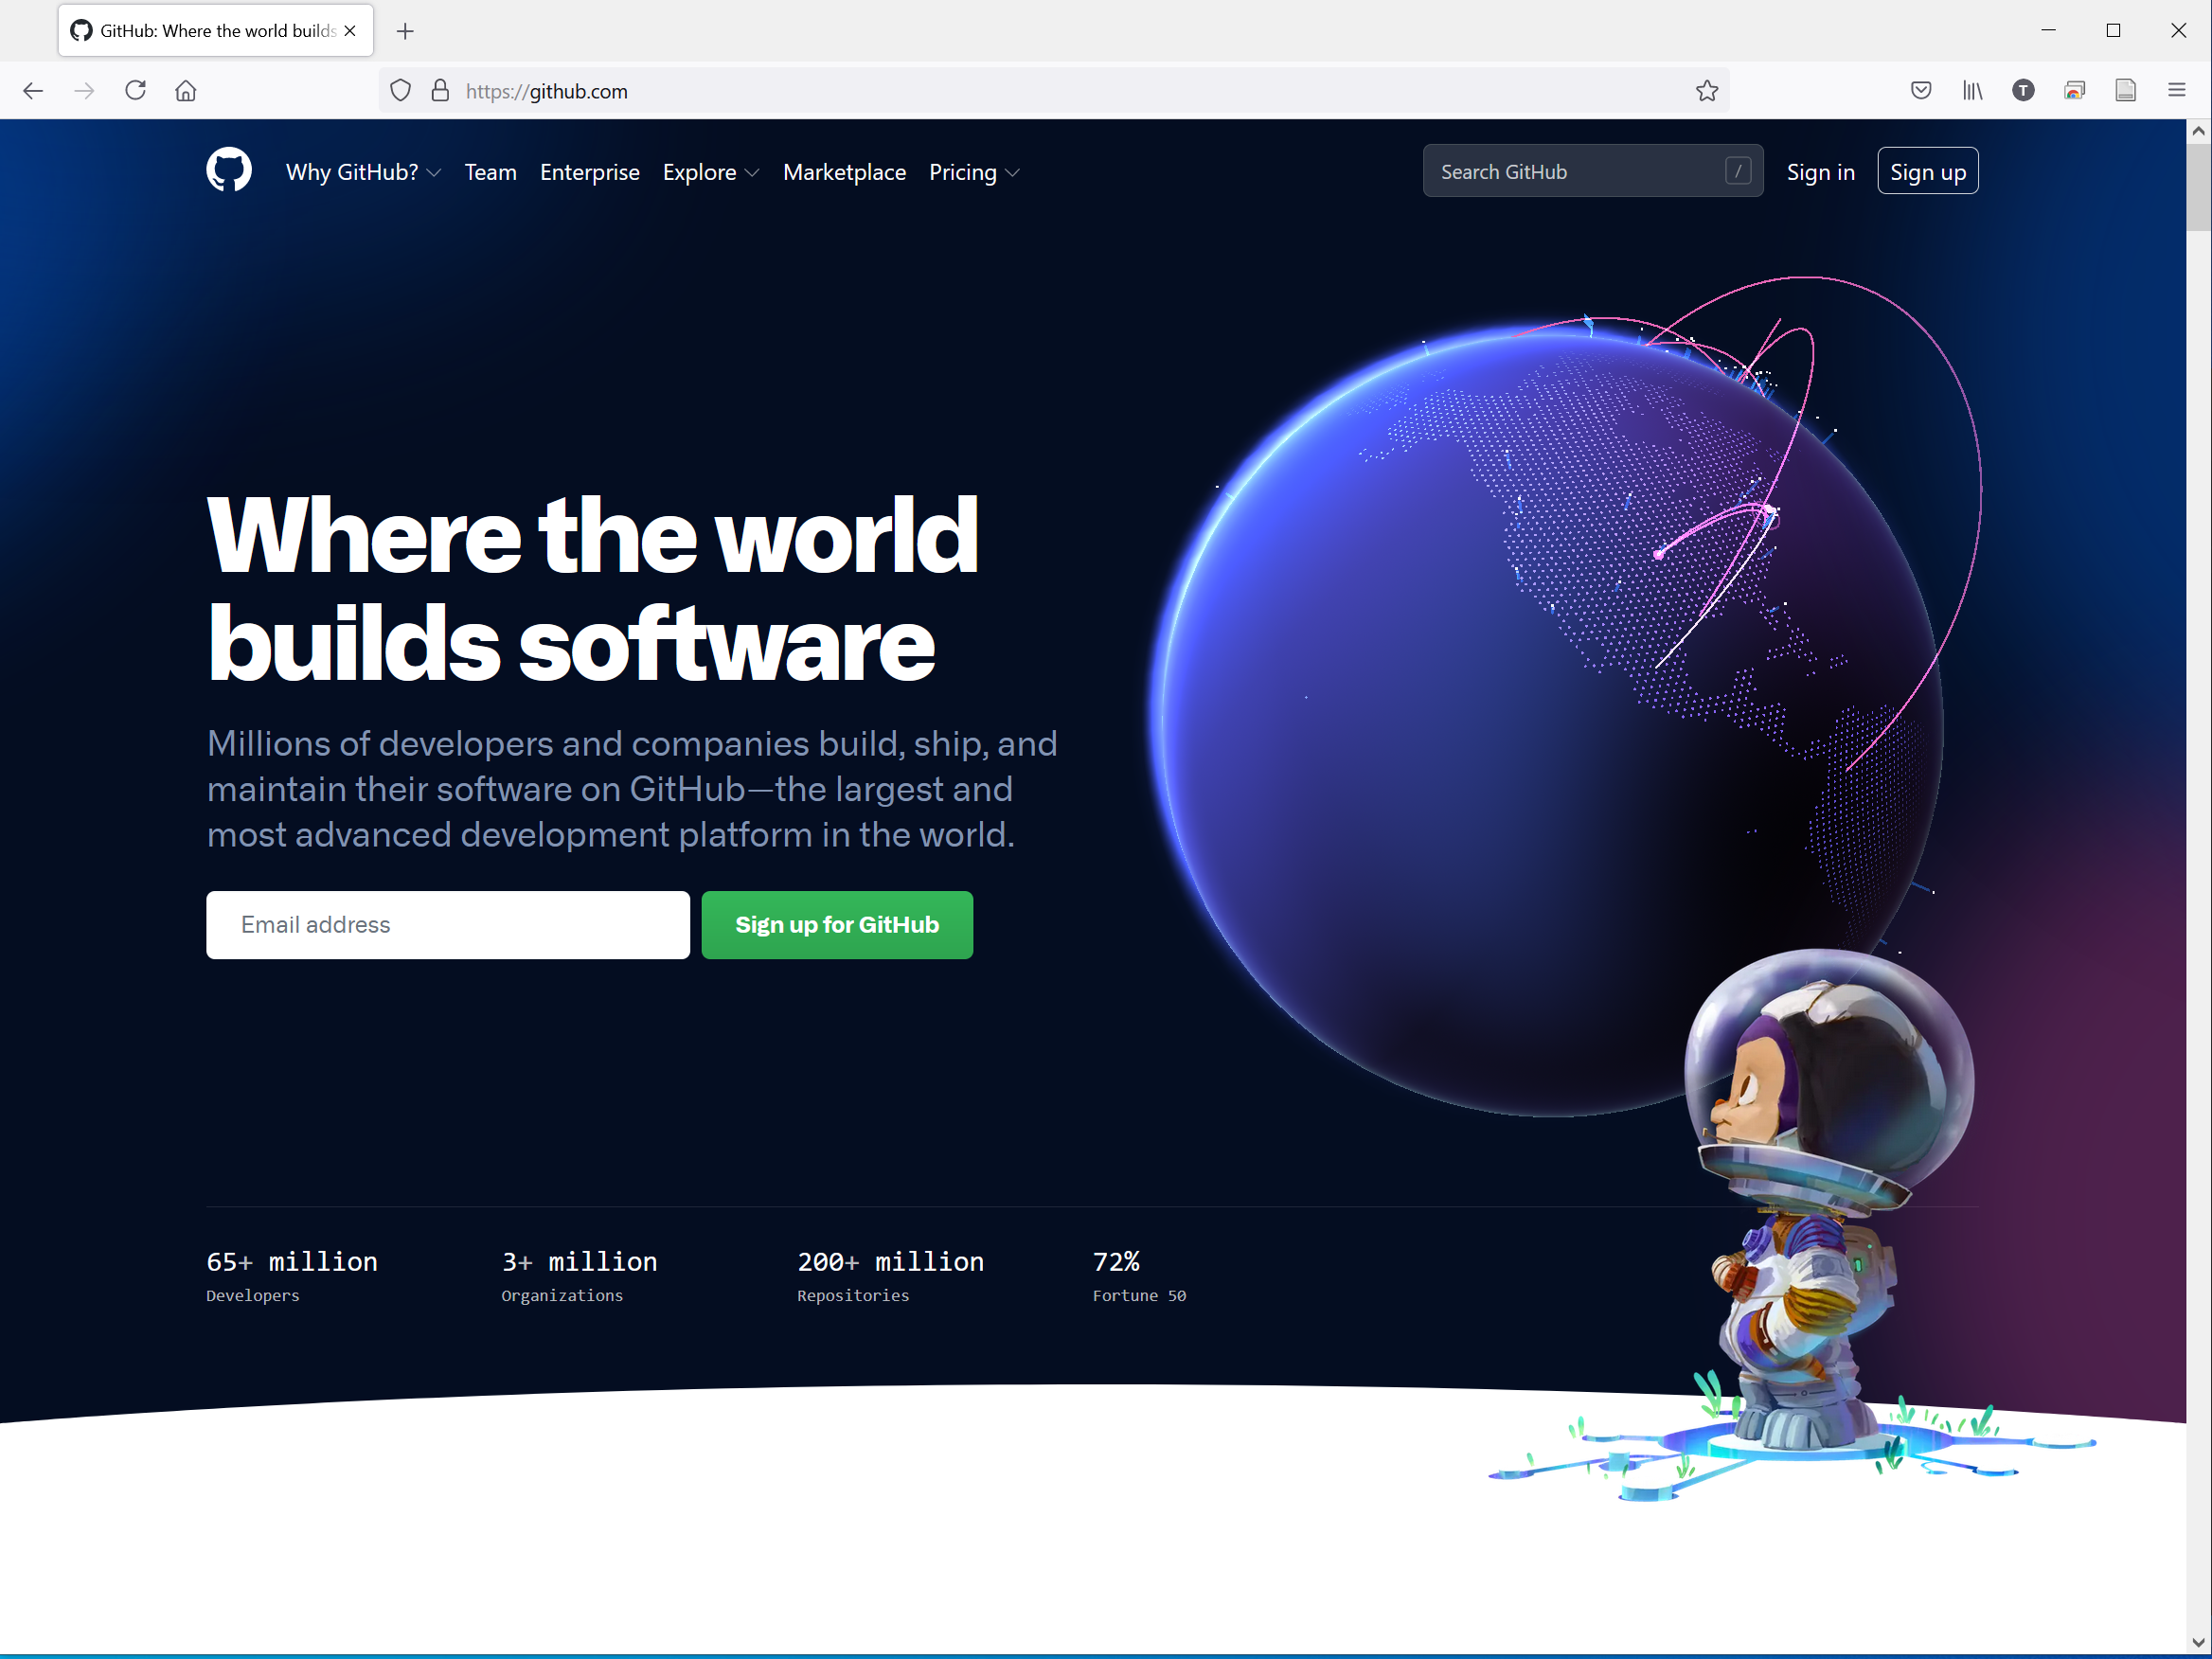 GitHub: Where the world builds
https://github.com
Why GitHub? Team Enterprise Explore Marketplace Pricing Search GitHub / Sign in Sign up
Where the world
builds software
Millions of developers and companies build, ship, and
maintain their software on GitHub—the largest and
most advanced development platform in the world.
Email address Sign up for GitHub
65+ million 3+ million 200+ million 72%
Developers Organizations Repositories Fortune 50
T